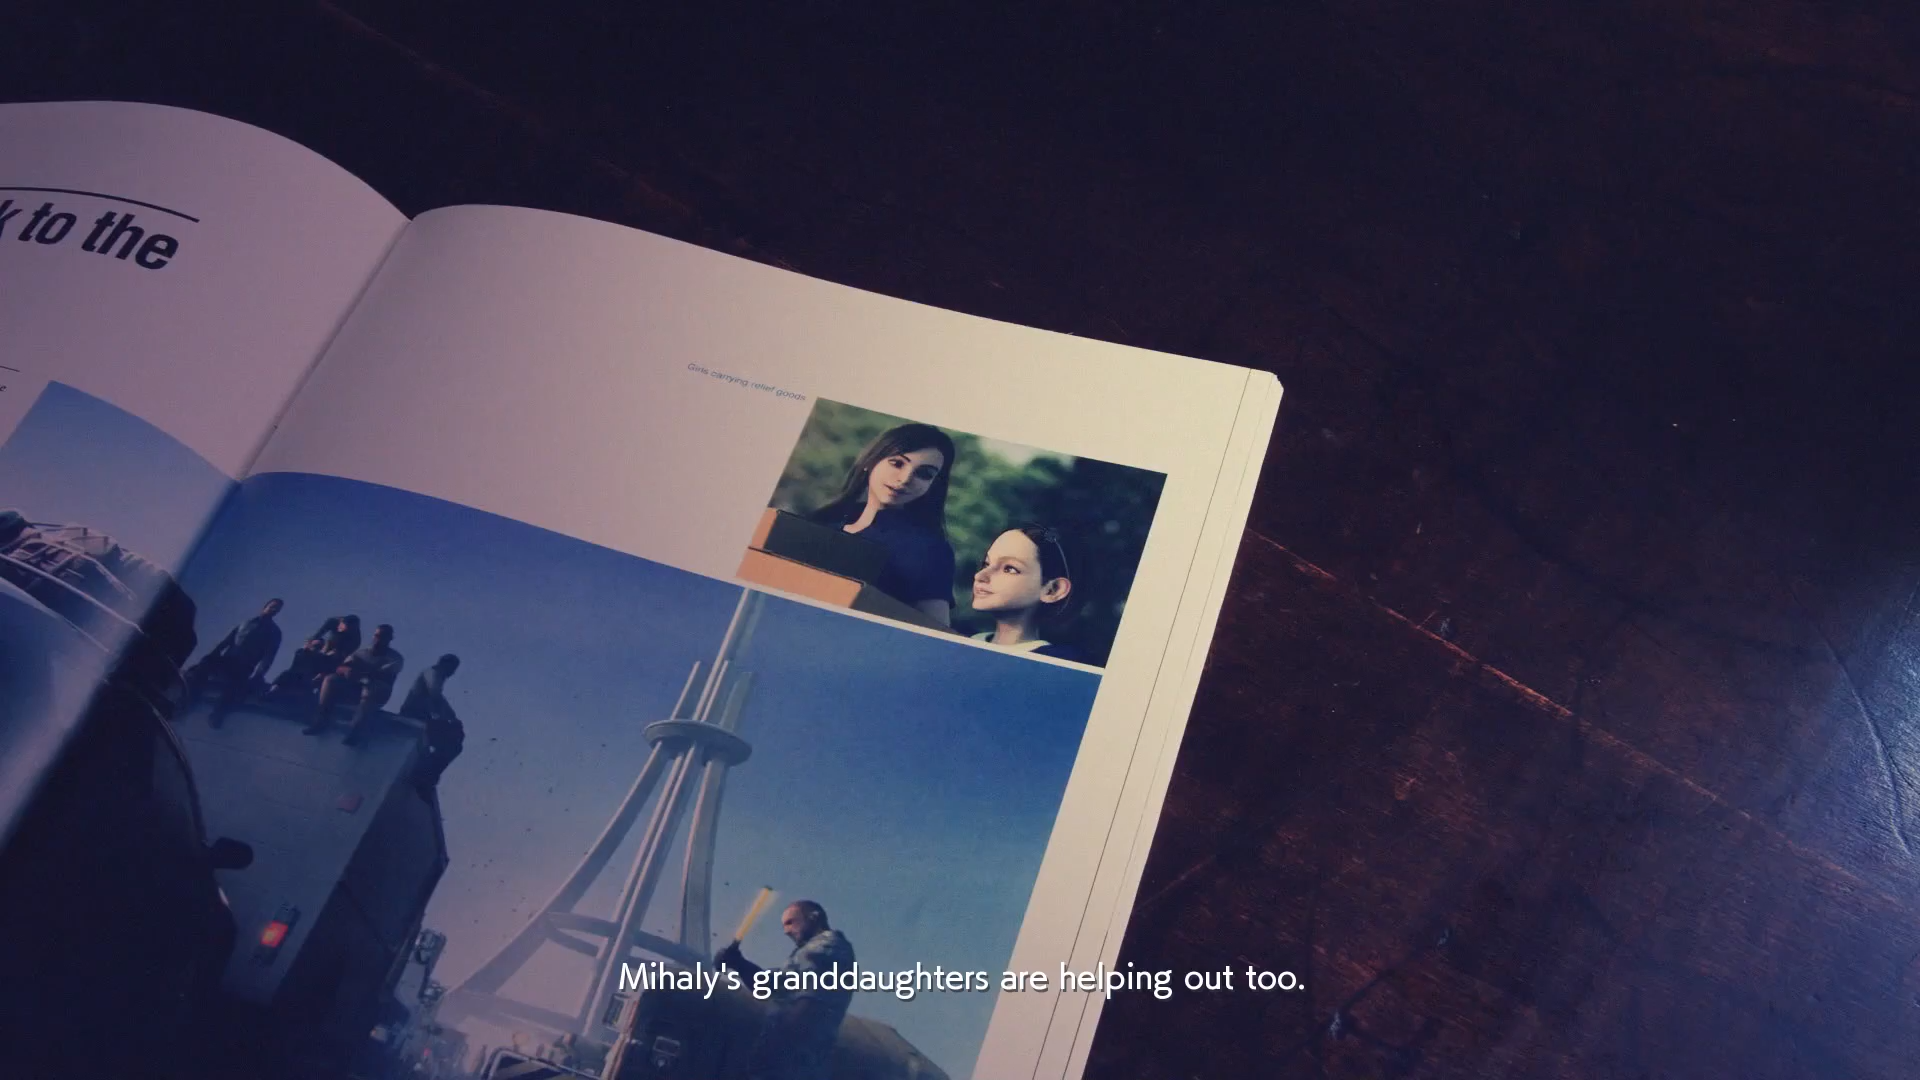 k to the
e
Girls carrying relief goods
Mihaly's granddaughters are helping out too.